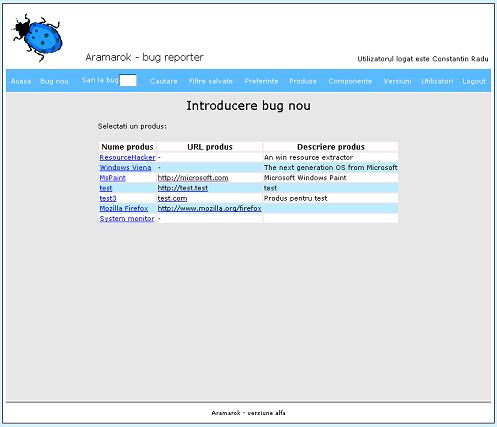 Aramarok - bug reporter
Utilizatorul logat este Constantin Radu
Acasa Bug nou Sari la bug Cautare Filtre salvate Preferinte Produse Componente Versiuni Utilizatori Logout
Introducere bug nou
Selectati un produs:
Nume produs URL produs Descriere produs
ResourceHacker - An win resource extractor
Windows Viena - The next generation OS from Microsoft
MsPaint http://microsoft.com Microsoft Windows Paint
test http://test.test test
test3 test.com Produs pentru test
Mozilla Firefox http://www.mozilla.org/firefox
System monitor -
Aramarok - versiune alfa